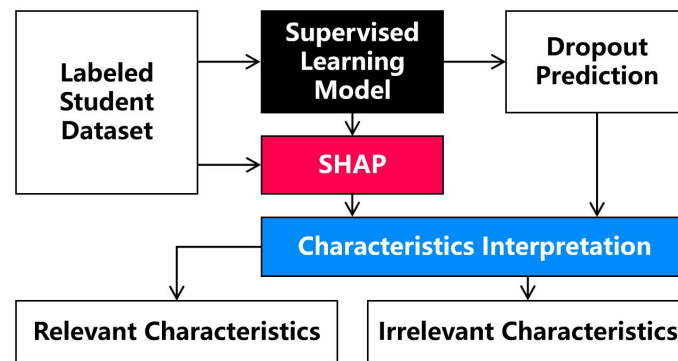 Labeled
Student
Dataset
Supervised
Learning
Model
Dropout
Prediction
SHAP
Characteristics Interpretation
Relevant Characteristics
Irrelevant Characteristics